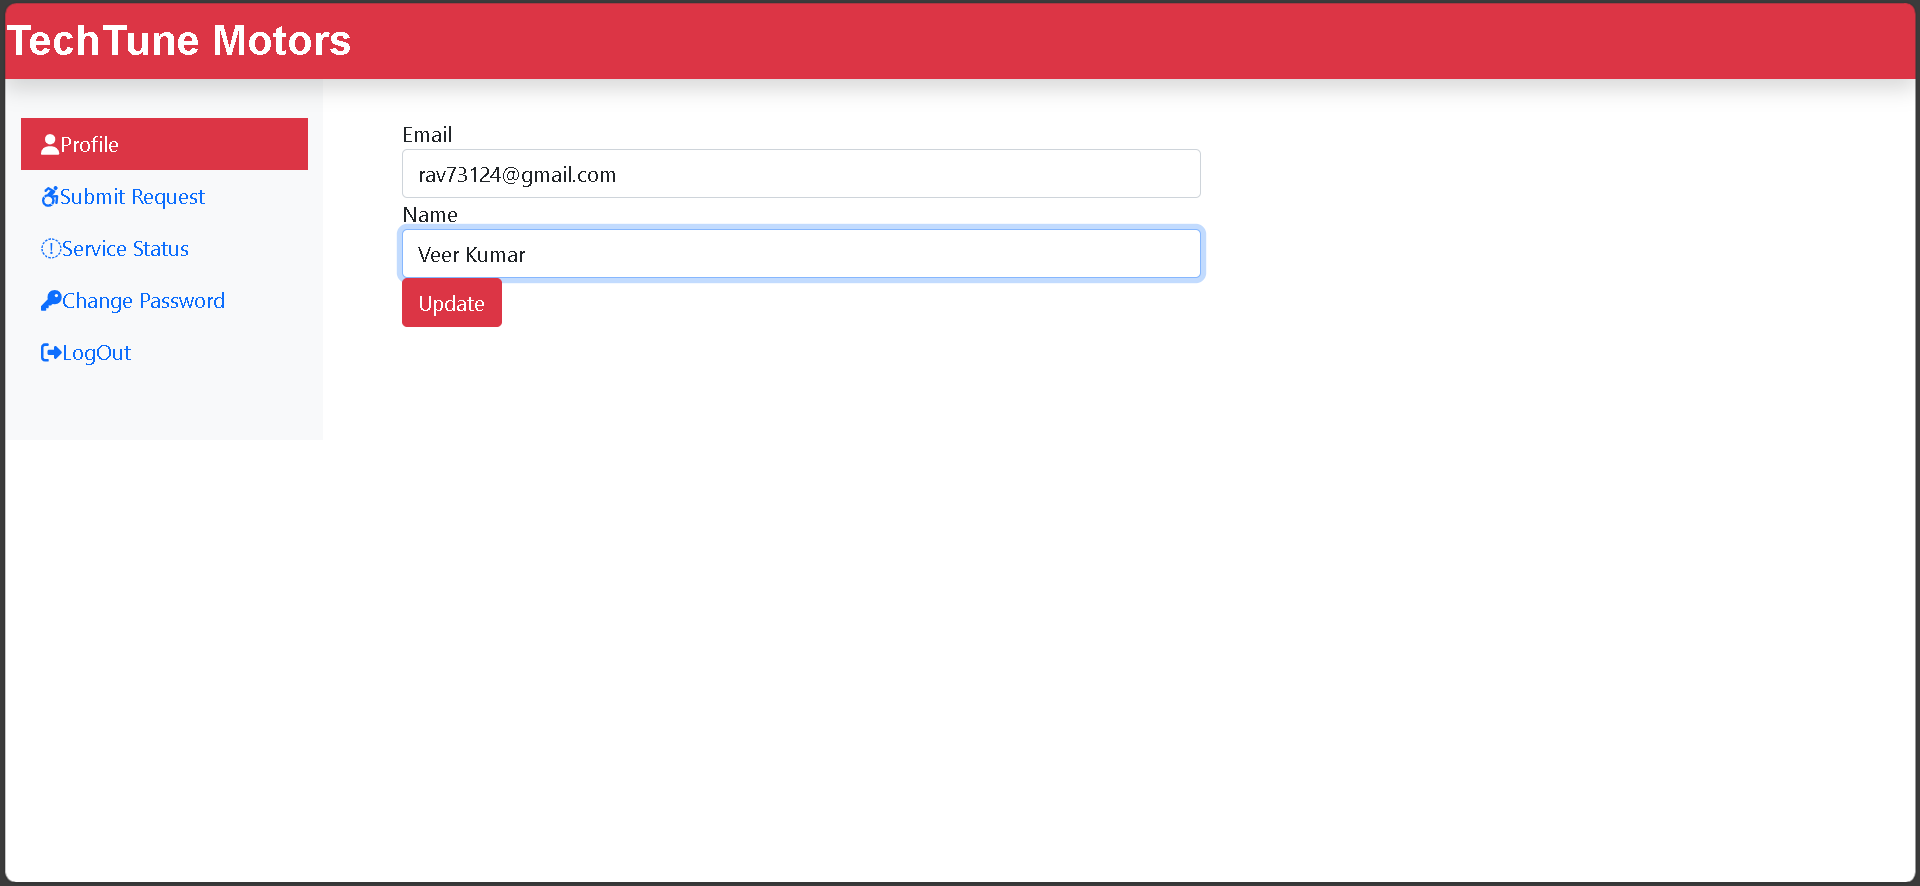 TechTune Motors
Profile
Submit Request
Service Status
Change Password
LogOut
Email
rav73124@gmail.com
Name
Veer Kumar
Update